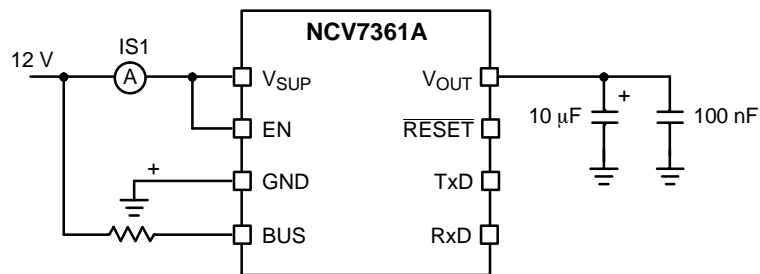 NCV7361A
IS1
12 V
A
VSUP
VOUT
+
EN
RESET
10 μF
100 nF
+
GND
TxD
BUS
RxD